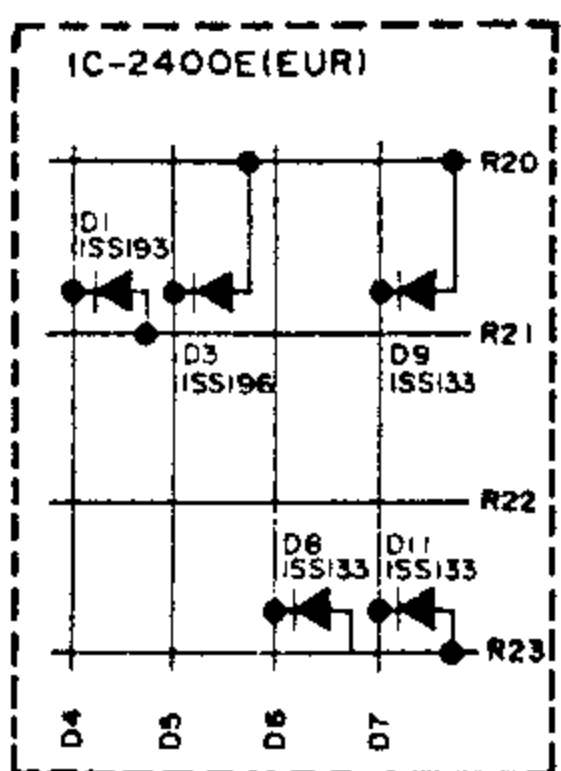 IC-2400E(EUR)
R20
D1
1SS193
R21
D3
1SS196
D9
1SS133
R22
D8
1SS133
D11
1SS133
R23
D4
D5
D6
D7